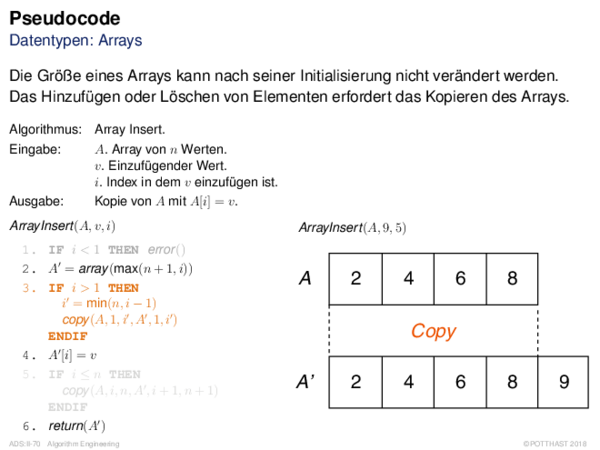 Pseudocode
Datentypen: Arrays
Die Größe eines Arrays kann nach seiner Initialisierung nicht verändert werden.
Das Hinzufügen oder Löschen von Elementen erfordert das Kopieren des Arrays.
Algorithmus: Array Insert.
Eingabe: A. Array von n Werten.
v. Einzufügender Wert.
i. Index in dem v einzufügen ist.
Ausgabe: Kopie von A mit A[i] = v.
ArrayInsert(A, v, i)
1. IF i < 1 THEN error()
2. A' = array(max(n + 1, i))
3. IF i > 1 THEN
i' = min(n, i − 1)
copy(A, 1, i', A', 1, i')
ENDIF
4. A'[i] = v
5. IF i ≤ n THEN
copy(A, i, n, A', i + 1, n + 1)
ENDIF
6. return(A')
ArrayInsert(A, 9, 5)
A 2 4 6 8
Copy
A' 2 4 6 8 9
ADS:9-70 Algorithm Engineering ©POTTHAST 2018